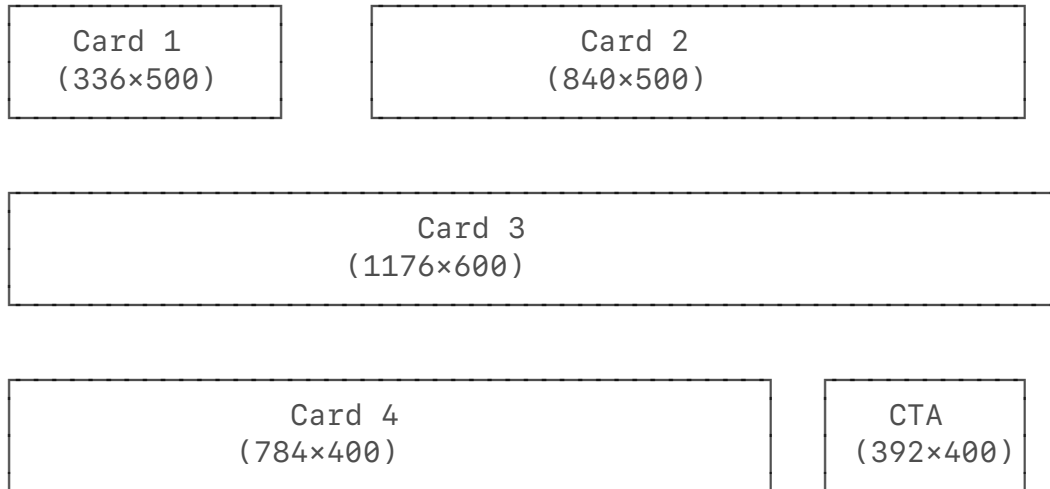 Card 1
(336×500)
Card 2
(840×500)
Card 3
(1176×600)
Card 4
(784×400)
CTA
(392×400)